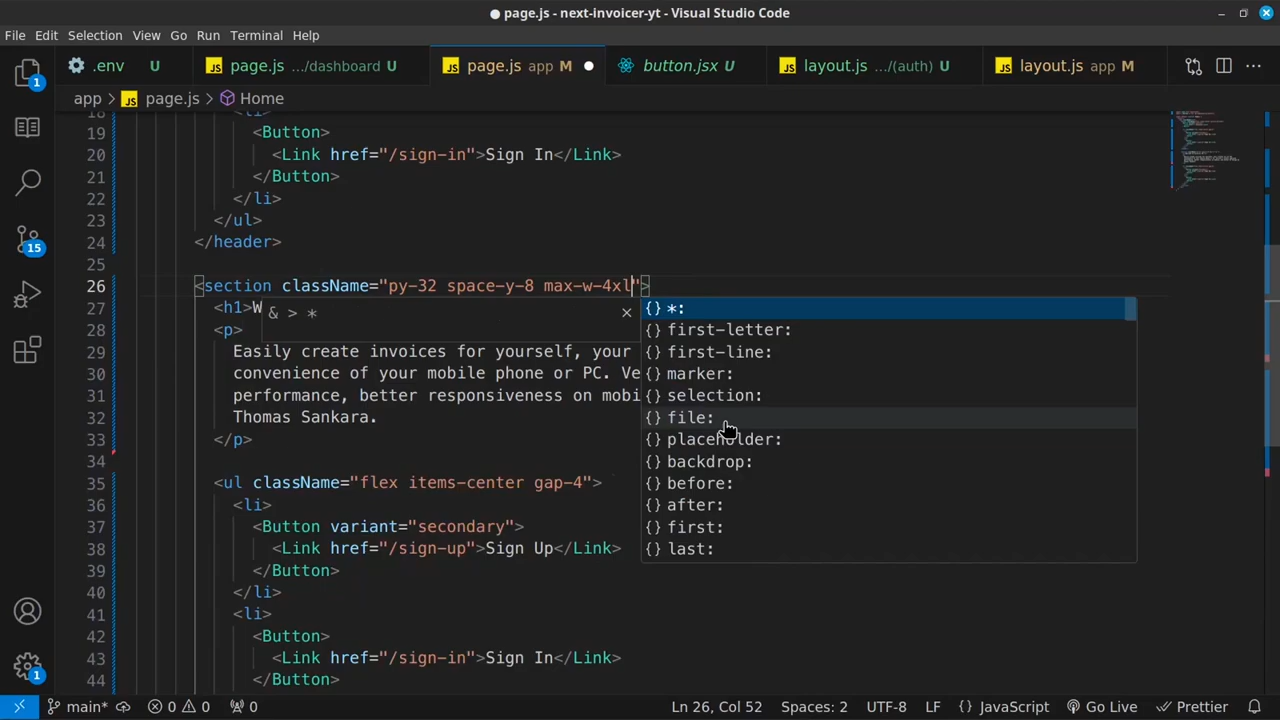 page.js - next-invoicer-yt - Visual Studio Code
File Edit Selection View Go Run Terminal Help
.env U page.js .../dashboard U page.js app M button.jsx U layout.js .../(auth) U layout.js app M
app > page.js > Home
18 <li>
19 <Button>
20 <Link href="/sign-in">Sign In</Link>
21 </Button>
22 </li>
23 </ul>
24 </header>
25
26 <section className="py-32 space-y-8 max-w-4xl">
27 <h1>W
28 <p>
29 Easily create invoices for yourself, your
30 convenience of your mobile phone or PC. Ve
31 performance, better responsiveness on mobi
32 Thomas Sankara.
33 </p>
34
35 <ul className="flex items-center gap-4">
36 <li>
37 <Button variant="secondary">
38 <Link href="/sign-up">Sign Up</Link>
39 </Button>
40 </li>
41 <li>
42 <Button>
43 <Link href="/sign-in">Sign In</Link>
44 </Button>
& > *
{} *:
{} first-letter:
{} first-line:
{} marker:
{} selection:
{} file:
{} placeholder:
{} backdrop:
{} before:
{} after:
{} first:
{} last:
1
15
1
main* 0 0 0 Ln 26, Col 52 Spaces: 2 UTF-8 LF {} JavaScript Go Live Prettier